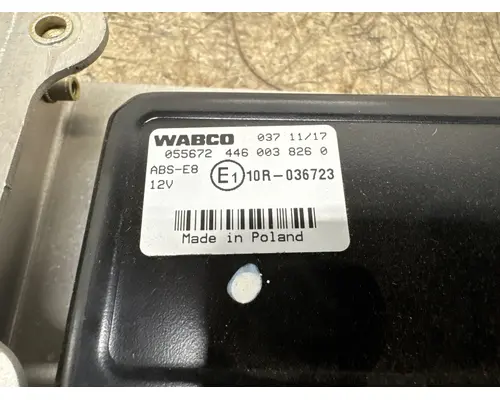 WABCO 037 11/17
055672 446 003 826 0
ABS-E8
12V
E1 10R-036723
Made in Poland